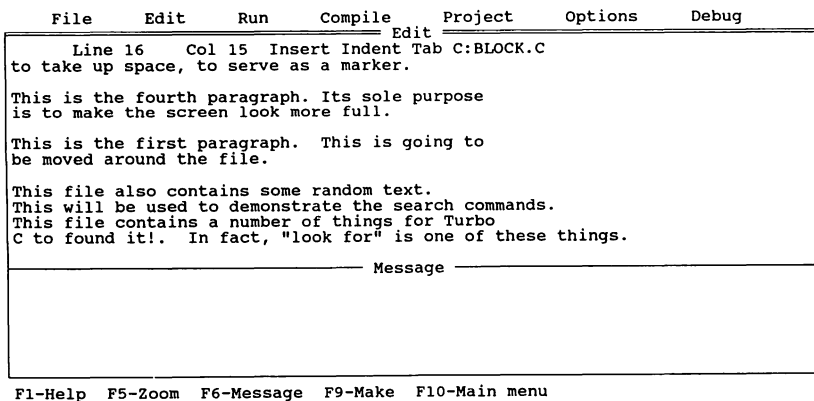 File Edit Run Compile Project Options Debug
Edit
Line 16 Col 15 Insert Indent Tab C:BLOCK.C
to take up space, to serve as a marker.
This is the fourth paragraph. Its sole purpose
is to make the screen look more full.
This is the first paragraph. This is going to
be moved around the file.
This file also contains some random text.
This will be used to demonstrate the search commands.
This file contains a number of things for Turbo
C to found it!. In fact, "look for" is one of these things.
Message
F1-Help F5-Zoom F6-Message F9-Make F10-Main menu